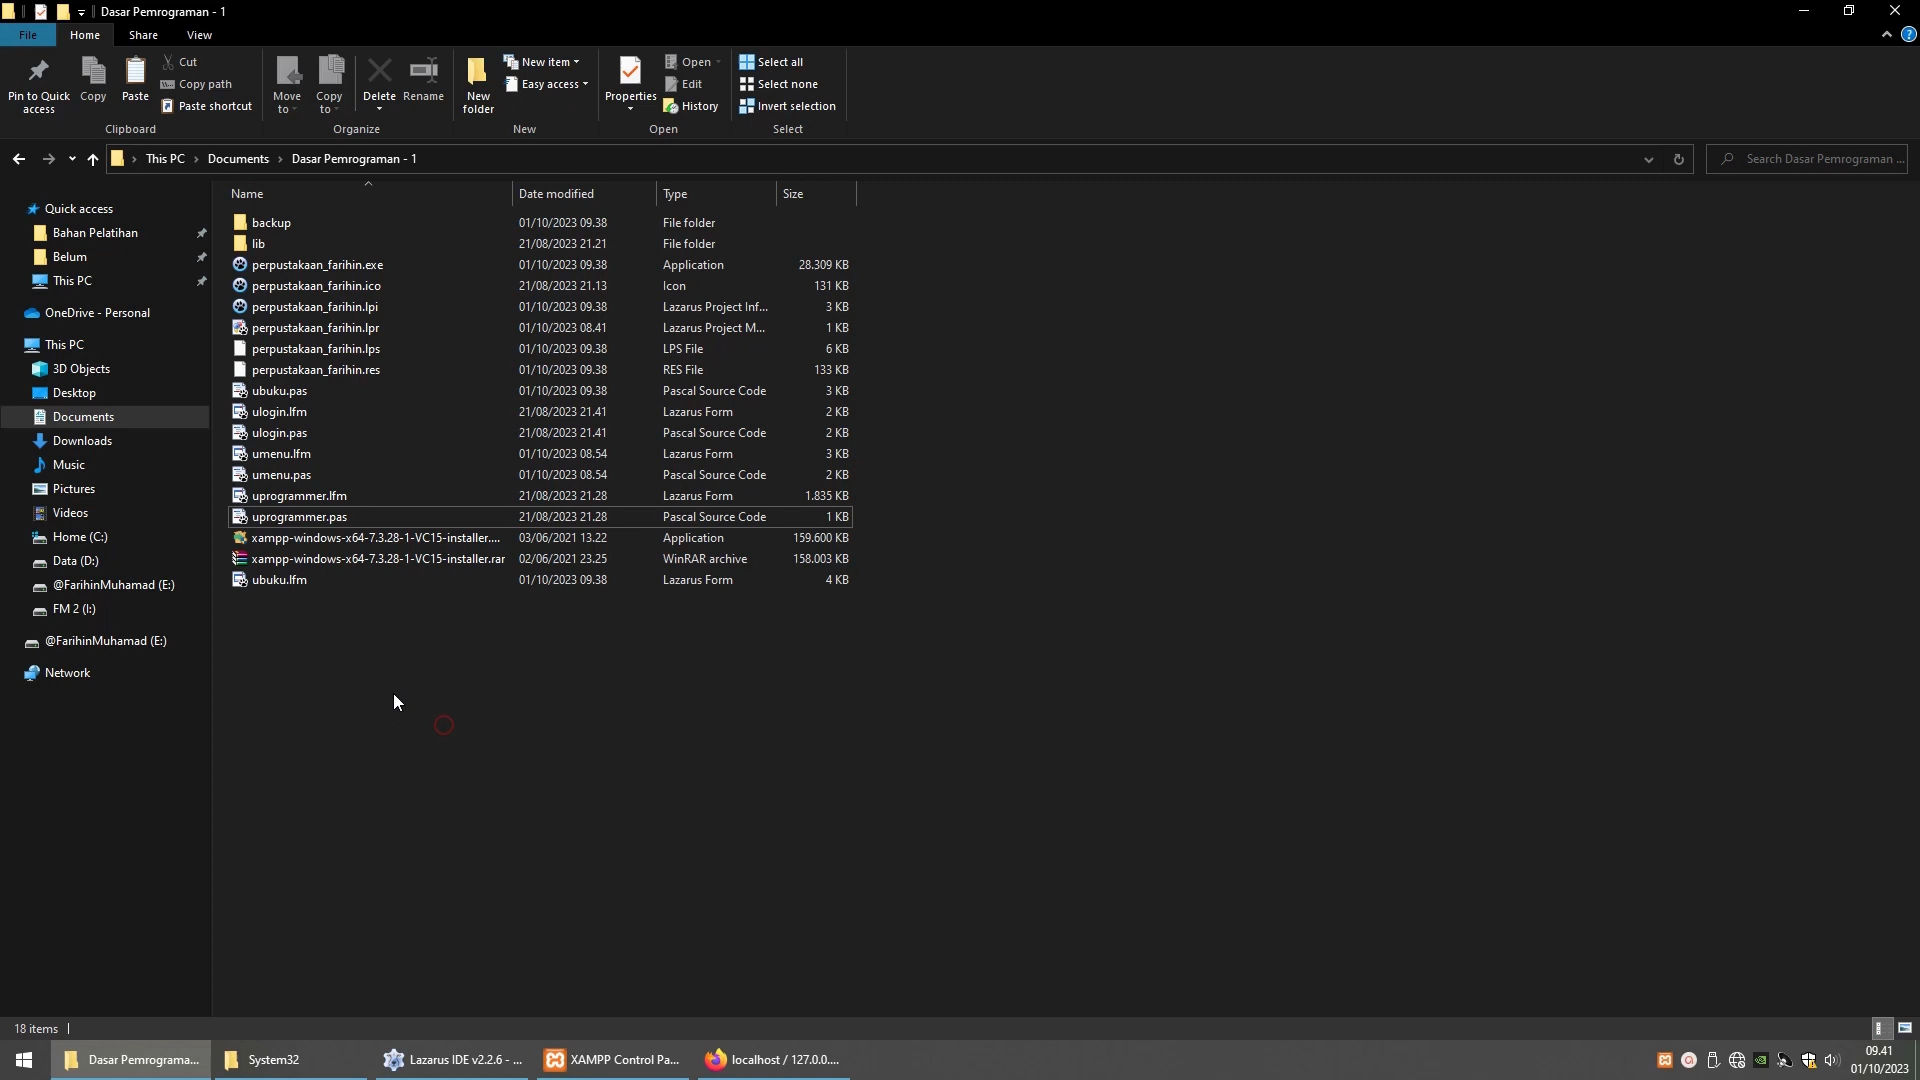 Dasar Pemrograman - 1
File Home Share View
Pin to Quick access
Copy
Paste
Cut
Copy path
Paste shortcut
Clipboard
Move to
Copy to
Delete
Rename
Organize
New folder
New item
Easy access
New
Properties
Open
Edit
History
Open
Select all
Select none
Invert selection
Select
This PC Documents Dasar Pemrograman - 1
Search Dasar Pemrograman ...
Quick access
Bahan Pelatihan
Belum
This PC
OneDrive - Personal
This PC
3D Objects
Desktop
Documents
Downloads
Music
Pictures
Videos
Home (C:)
Data (D:)
@FarihinMuhamad (E:)
FM 2 (I:)
@FarihinMuhamad (E:)
Network
Name Date modified Type Size
backup 01/10/2023 09.38 File folder
lib 21/08/2023 21.21 File folder
perpustakaan_farihin.exe 01/10/2023 09.38 Application 28.309 KB
perpustakaan_farihin.ico 21/08/2023 21.13 Icon 131 KB
perpustakaan_farihin.lpi 01/10/2023 09.38 Lazarus Project Inf... 3 KB
perpustakaan_farihin.lpr 01/10/2023 08.41 Lazarus Project M... 1 KB
perpustakaan_farihin.lps 01/10/2023 09.38 LPS File 6 KB
perpustakaan_farihin.res 01/10/2023 09.38 RES File 133 KB
ubuku.pas 01/10/2023 09.38 Pascal Source Code 3 KB
ulogin.lfm 21/08/2023 21.41 Lazarus Form 2 KB
ulogin.pas 21/08/2023 21.41 Pascal Source Code 2 KB
umenu.lfm 01/10/2023 08.54 Lazarus Form 3 KB
umenu.pas 01/10/2023 08.54 Pascal Source Code 2 KB
uprogrammer.lfm 21/08/2023 21.28 Lazarus Form 1.835 KB
uprogrammer.pas 21/08/2023 21.28 Pascal Source Code 1 KB
xampp-windows-x64-7.3.28-1-VC15-installer.... 03/06/2021 13.22 Application 159.600 KB
xampp-windows-x64-7.3.28-1-VC15-installer.rar 02/06/2021 23.25 WinRAR archive 158.003 KB
ubuku.lfm 01/10/2023 09.38 Lazarus Form 4 KB
18 items
Dasar Pemrograma... System32 Lazarus IDE v2.2.6 - ... XAMPP Control Pa... localhost / 127.0.0....
09.41
01/10/2023